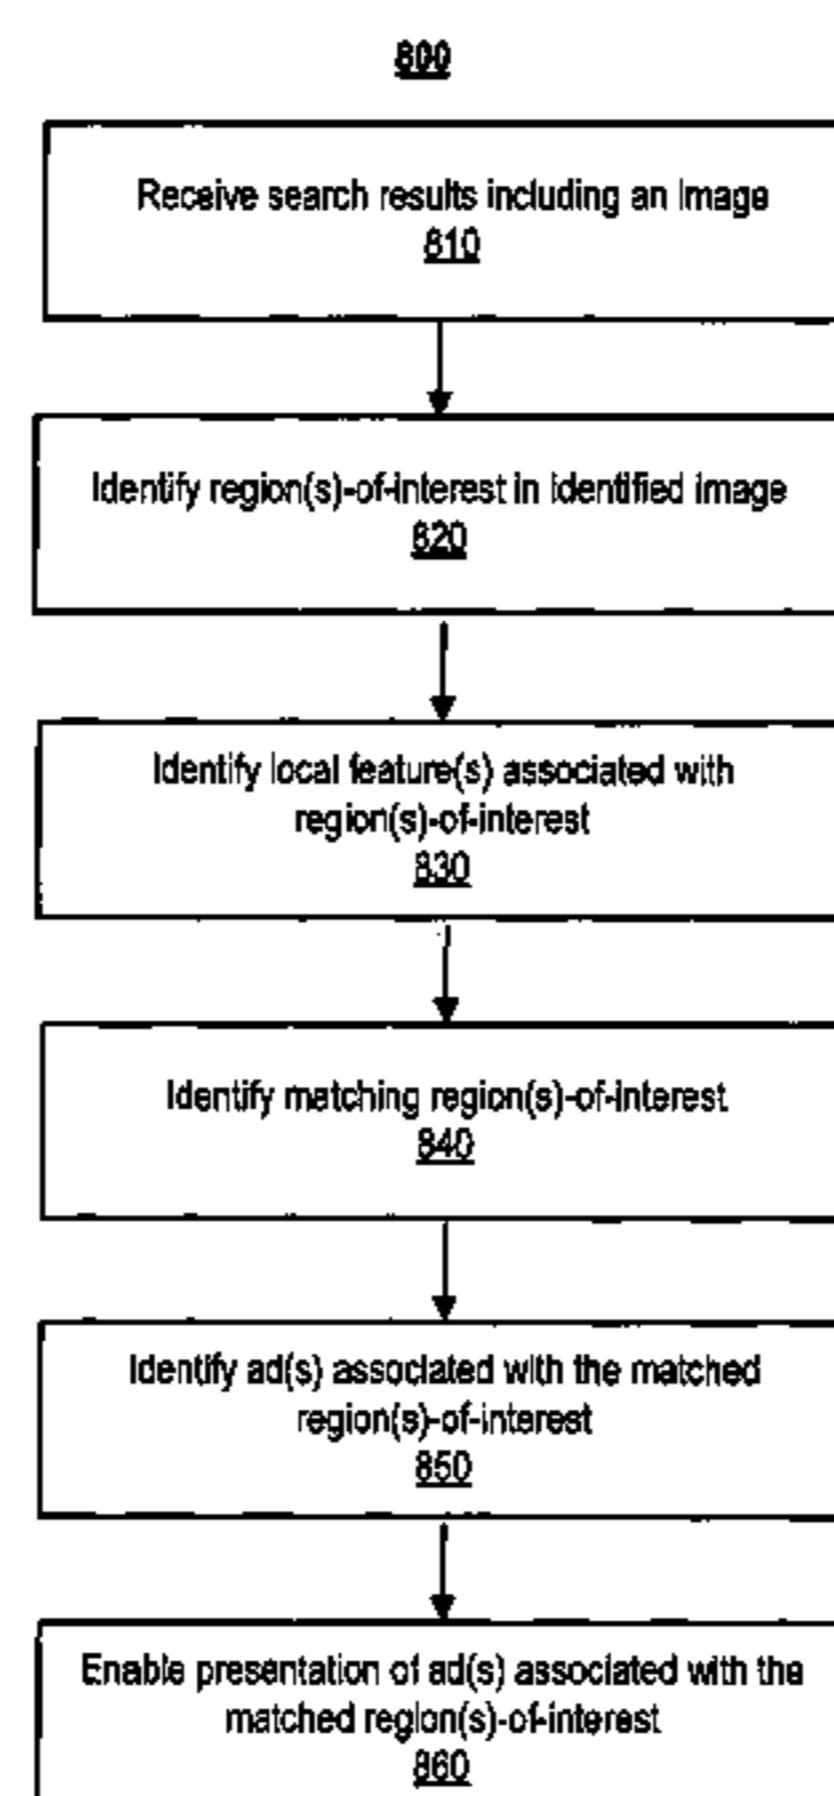 800
Receive search results including an image
810
Identify region(s)-of-interest in identified image
820
Identify local feature(s) associated with
region(s)-of-interest
830
Identify matching region(s)-of-interest
840
Identify ad(s) associated with the matched
region(s)-of-interest
850
Enable presentation of ad(s) associated with the
matched region(s)-of-interest
860